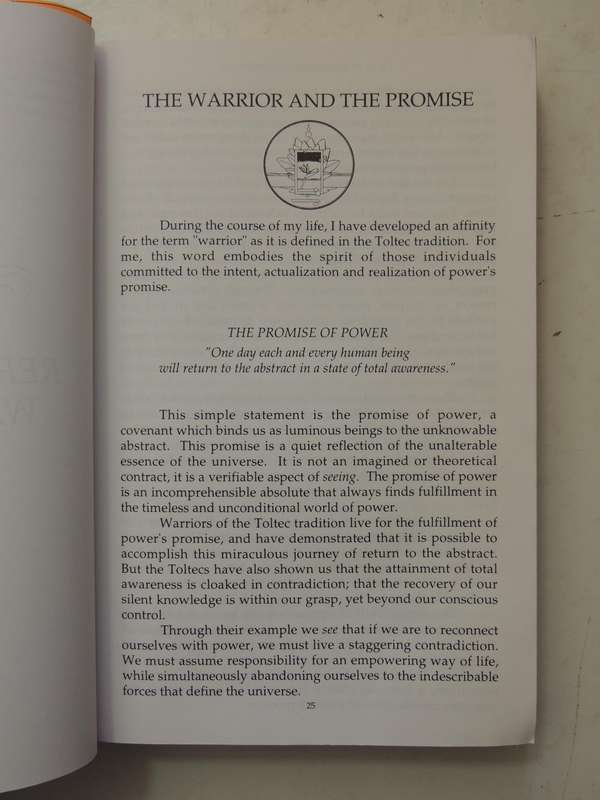 THE WARRIOR AND THE PROMISE
During the course of my life, I have developed an affinity
for the term "warrior" as it is defined in the Toltec tradition. For
me, this word embodies the spirit of those individuals
committed to the intent, actualization and realization of power's
promise.
THE PROMISE OF POWER
"One day each and every human being
will return to the abstract in a state of total awareness."
This simple statement is the promise of power, a
covenant which binds us as luminous beings to the unknowable
abstract. This promise is a quiet reflection of the unalterable
essence of the universe. It is not an imagined or theoretical
contract, it is a verifiable aspect of seeing. The promise of power
is an incomprehensible absolute that always finds fulfillment in
the timeless and unconditional world of power.
Warriors of the Toltec tradition live for the fulfillment of
power's promise, and have demonstrated that it is possible to
accomplish this miraculous journey of return to the abstract.
But the Toltecs have also shown us that the attainment of total
awareness is cloaked in contradiction; that the recovery of our
silent knowledge is within our grasp, yet beyond our conscious
control.
Through their example we see that if we are to reconnect
ourselves with power, we must live a staggering contradiction.
We must assume responsibility for an empowering way of life,
while simultaneously abandoning ourselves to the indescribable
forces that define the universe.
25